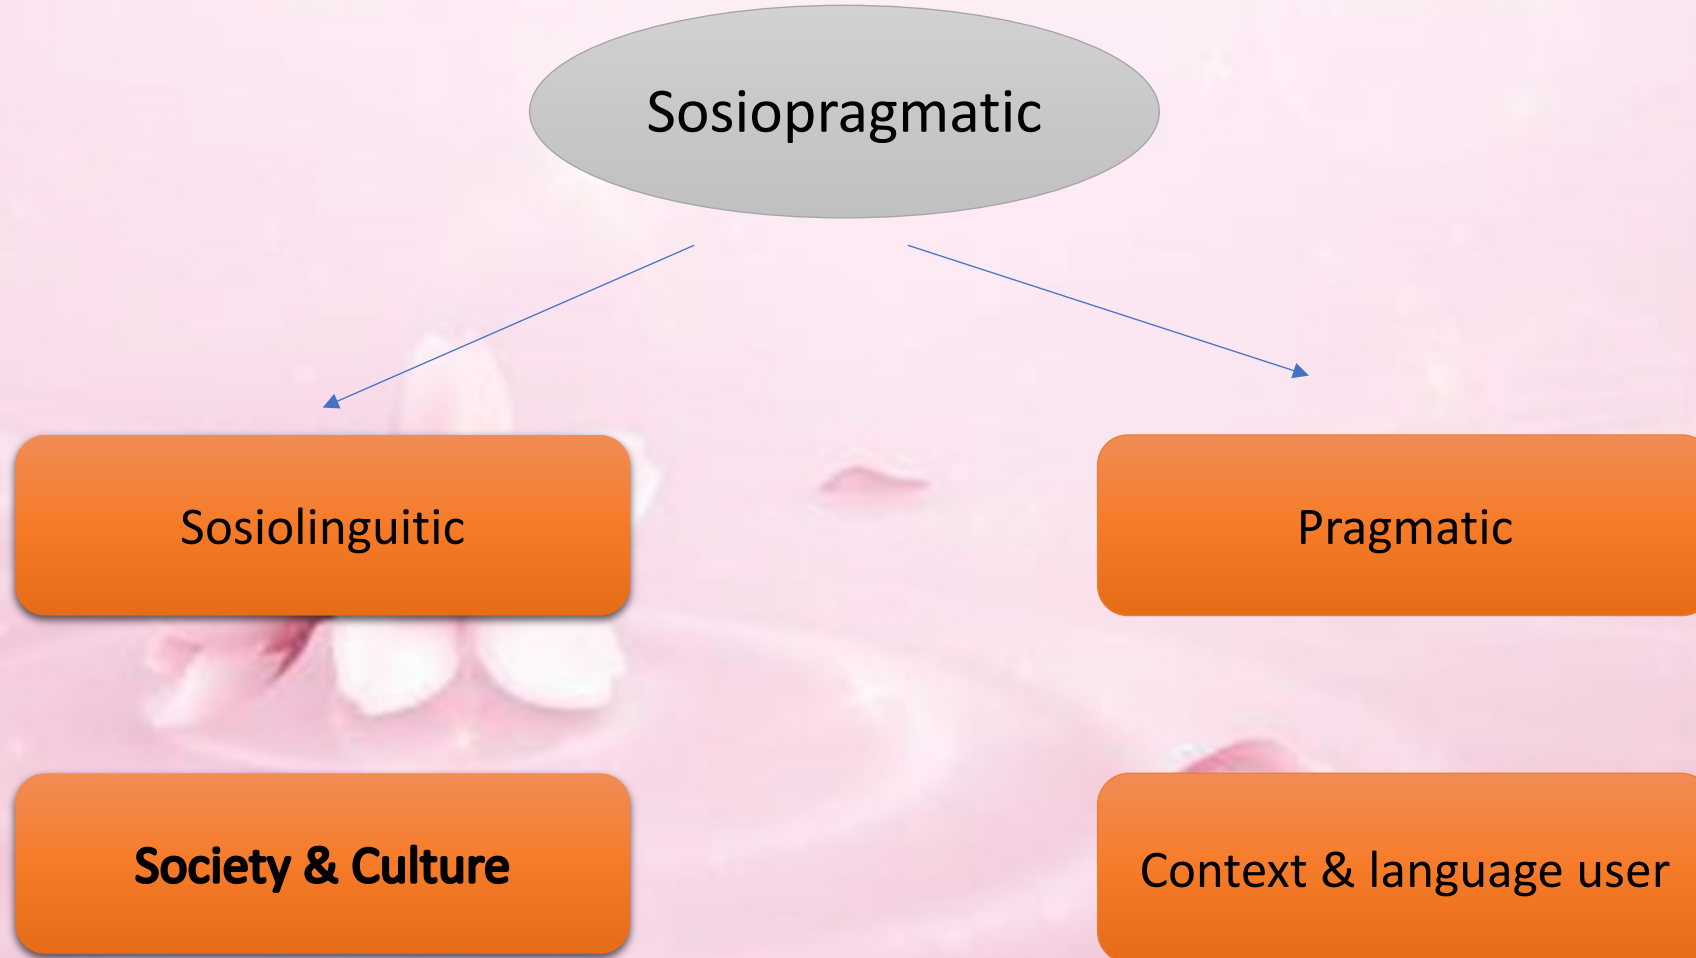 Sosiopragmatic
Sosiolinguitic
Pragmatic
Society & Culture
Context & language user